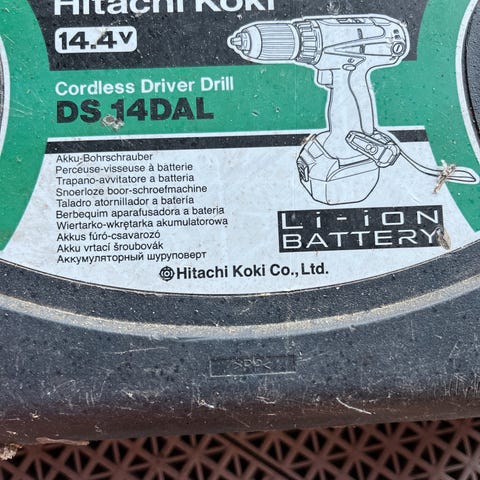 Hitachi Koki
14.4V
Cordless Driver Drill
DS 14DAL
Akku-Bohrschrauber
Perceuse-visseuse à batterie
Trapano-avvitatore a batteria
Snoerloze boor-schroefmachine
Taladro atornillador a batería
Berbequim aparafusadora a bateria
Wiertarko-wkrętarka akumulatorowa
Akkus fúró-csavarozó
Aku vrtací šroubovák
Аккумуляторный шуруповерт
Li-iON
BATTERY
Hitachi Koki Co., Ltd.